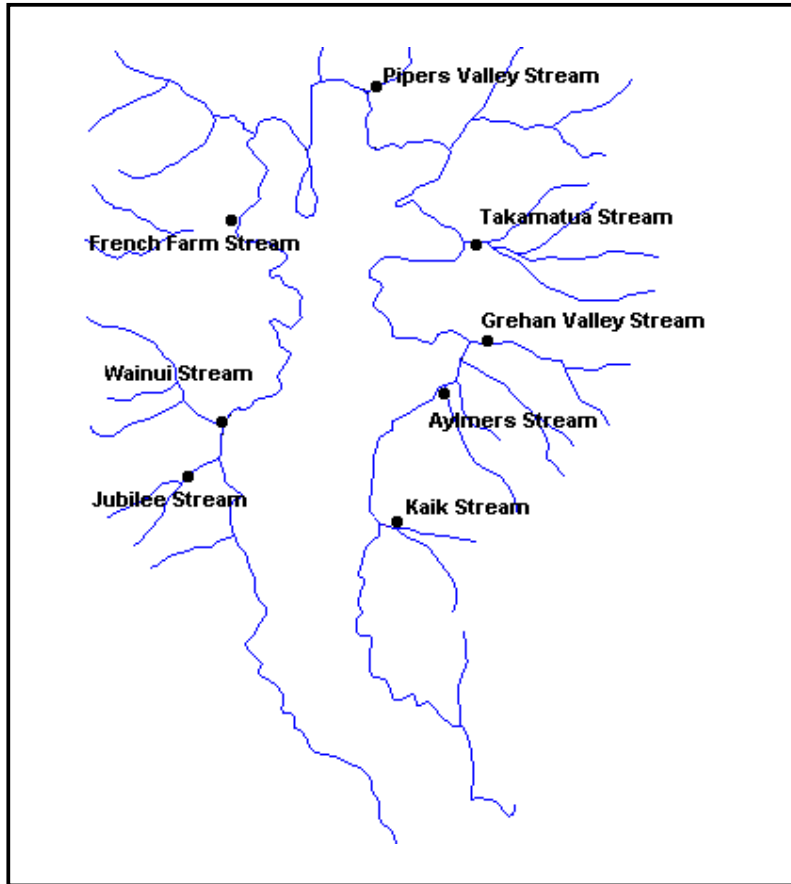 Pipers Valley Stream
Takamatua Stream
French Farm Stream
Grehan Valley Stream
Wainui Stream
Aylmers Stream
Jubilee Stream
Kaik Stream